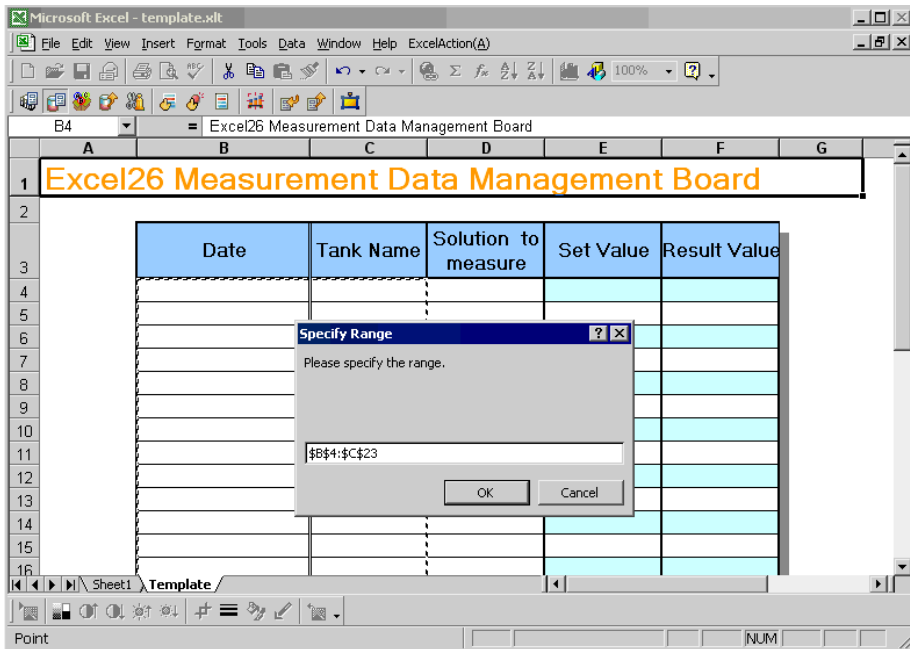 Microsoft Excel - template.xlt
File Edit View Insert Format Tools Data Window Help ExcelAction(A)
100%
B4 = Excel26 Measurement Data Management Board
A B C D E F G
1 Excel26 Measurement Data Management Board
2
3 Date Tank Name Solution to measure Set Value Result Value
4
5
6
7
8
9
10
11
12
13
14
15
16
Specify Range
Please specify the range.
$B$4:$C$23
OK Cancel
Sheet1 Template
Point NUM